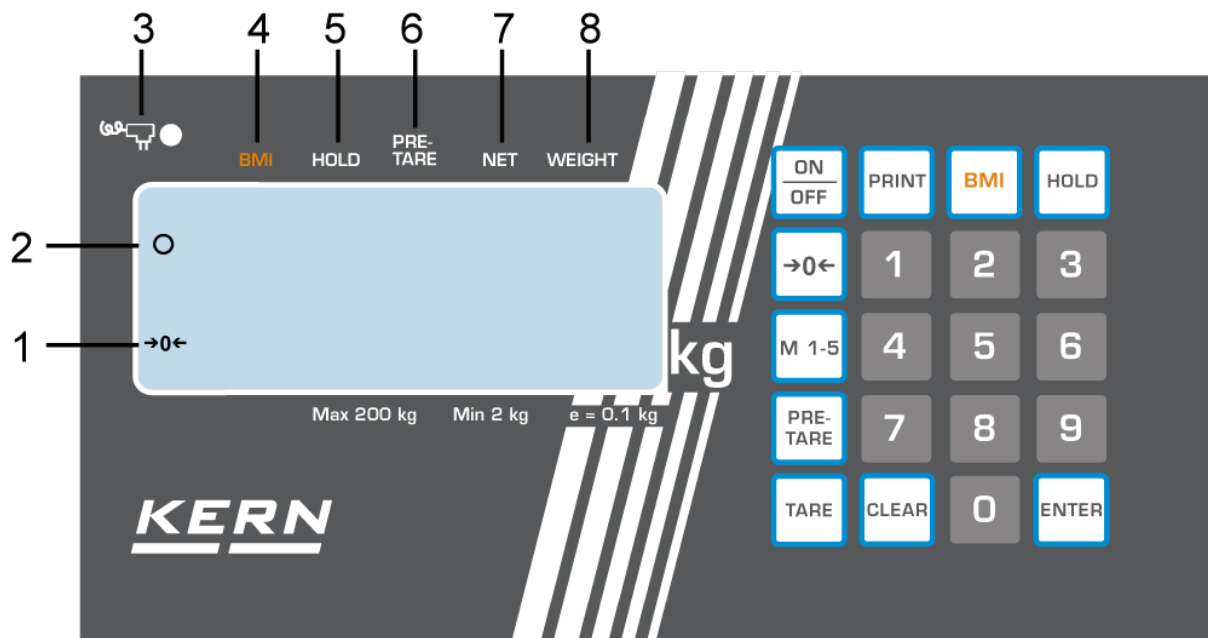 3 4 5 6 7 8
BMI HOLD PRE-
TARE NET WEIGHT
2
1 →0←
kg
Max 200 kg Min 2 kg e = 0.1 kg
KERN
ON
OFF
PRINT
BMI
HOLD
→0← 1 2 3
M 1-5 4 5 6
PRE-
TARE
7 8 9
TARE CLEAR 0 ENTER